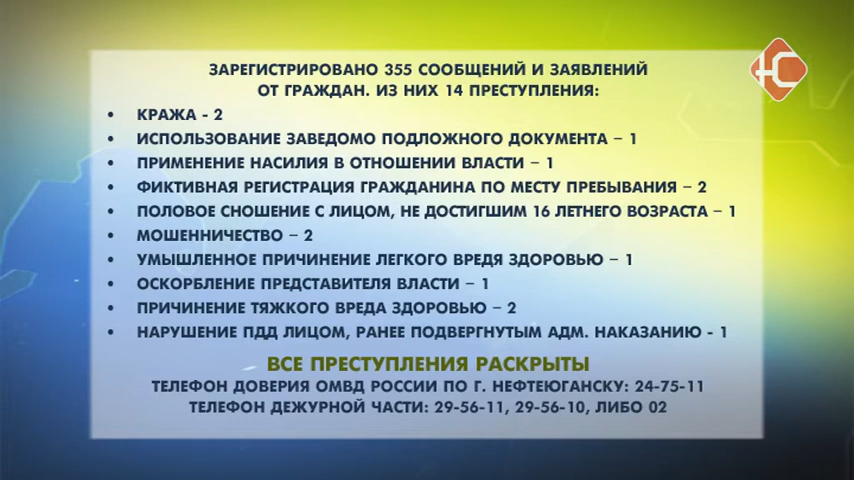 ЗАРЕГИСТРИРОВАНО 355 СООБЩЕНИЙ И ЗАЯВЛЕНИЙ
ОТ ГРАЖДАН. ИЗ НИХ 14 ПРЕСТУПЛЕНИЯ:
• КРАЖА - 2
• ИСПОЛЬЗОВАНИЕ ЗАВЕДОМО ПОДЛОЖНОГО ДОКУМЕНТА – 1
• ПРИМЕНЕНИЕ НАСИЛИЯ В ОТНОШЕНИИ ВЛАСТИ – 1
• ФИКТИВНАЯ РЕГИСТРАЦИЯ ГРАЖДАНИНА ПО МЕСТУ ПРЕБЫВАНИЯ – 2
• ПОЛОВОЕ СНОШЕНИЕ С ЛИЦОМ, НЕ ДОСТИГШИМ 16 ЛЕТНЕГО ВОЗРАСТА – 1
• МОШЕННИЧЕСТВО – 2
• УМЫШЛЕННОЕ ПРИЧИНЕНИЕ ЛЕГКОГО ВРЕДЯ ЗДОРОВЬЮ – 1
• ОСКОРБЛЕНИЕ ПРЕДСТАВИТЕЛЯ ВЛАСТИ – 1
• ПРИЧИНЕНИЕ ТЯЖКОГО ВРЕДА ЗДОРОВЬЮ – 2
• НАРУШЕНИЕ ПДД ЛИЦОМ, РАНЕЕ ПОДВЕРГНУТЫМ АДМ. НАКАЗАНИЮ - 1
ВСЕ ПРЕСТУПЛЕНИЯ РАСКРЫТЫ
ТЕЛЕФОН ДОВЕРИЯ ОМВД РОССИИ ПО Г. НЕФТЕЮГАНСКУ: 24-75-11
ТЕЛЕФОН ДЕЖУРНОЙ ЧАСТИ: 29-56-11, 29-56-10, ЛИБО 02